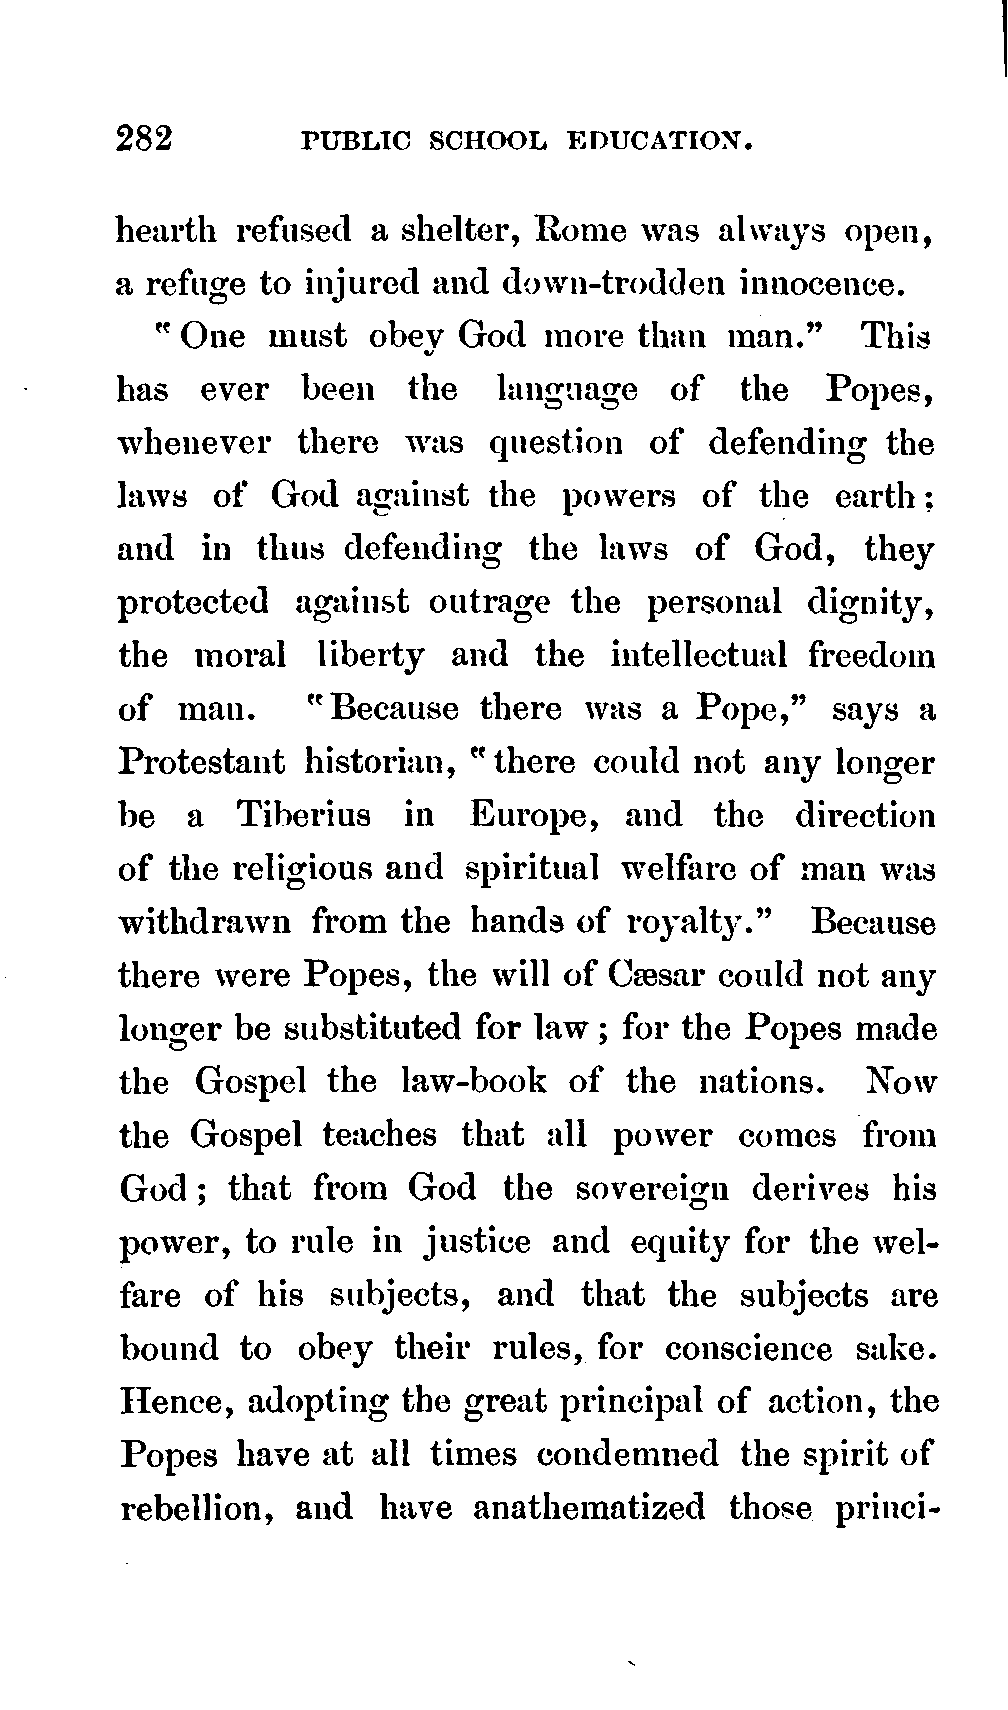 282 PUBLIC SCHOOL EDUCATION.
hearth refused a shelter, Rome was always open,
a refuge to injured and down-trodden innocence.
"One must obey God more than man." This
has ever been the language of the Popes,
whenever there was question of defending the
laws of God against the powers of the earth;
and in thus defending the laws of God, they
protected against outrage the personal dignity,
the moral liberty and the intellectual freedom
of man. "Because there was a Pope," says a
Protestant historian, "there could not any longer
be a Tiberius in Europe, and the direction
of the religious and spiritual welfare of man was
withdrawn from the hands of royalty." Because
there were Popes, the will of Cæsar could not any
longer be substituted for law; for the Popes made
the Gospel the law-book of the nations. Now
the Gospel teaches that all power comes from
God; that from God the sovereign derives his
power, to rule in justice and equity for the wel-
fare of his subjects, and that the subjects are
bound to obey their rules, for conscience sake.
Hence, adopting the great principal of action, the
Popes have at all times condemned the spirit of
rebellion, and have anathematized those princi-